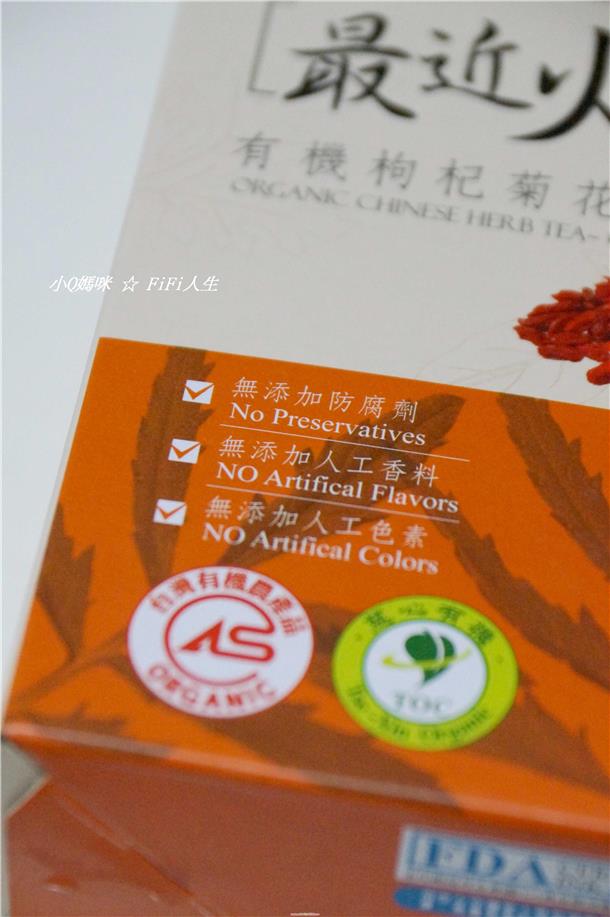 最近火
有機枸杞菊花
ORGANIC CHINESE HERB TEA~
小Q媽咪 ☆ FiFi人生
無添加防腐劑
No Preservatives
無添加人工香料
NO Artifical Flavors
無添加人工色素
NO Artifical Colors
台灣有機農產品
ORGANIC
慈心有機
TOC
Tse-Xin Organic
FDA